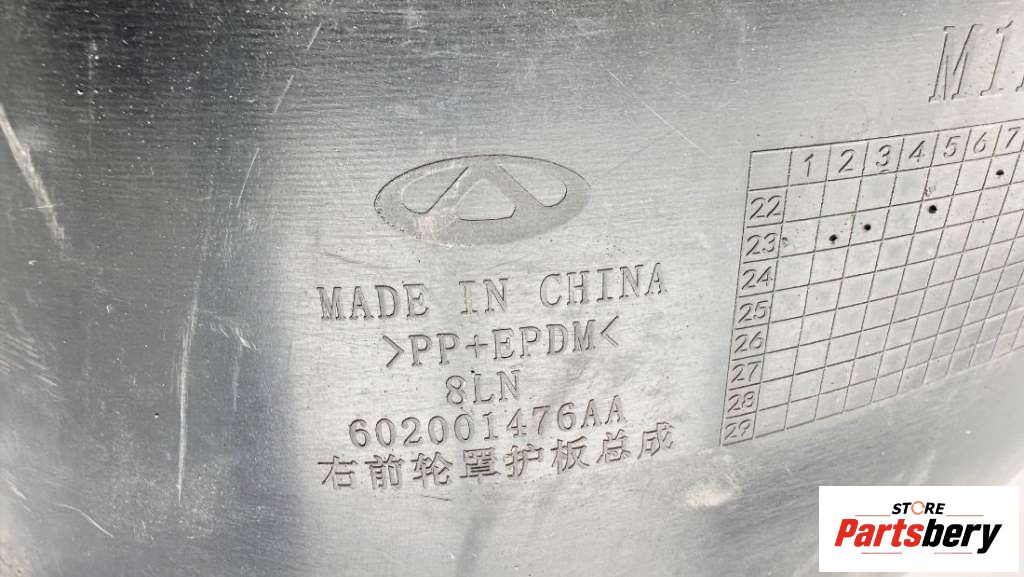 MADE IN CHINA
>PP+EPDM<
8LN
602001476AA
右前轮罩护板总成
1 2 3 4 5 6 7
22
23
24
25
26
27
28
29
STORE
Partsbery